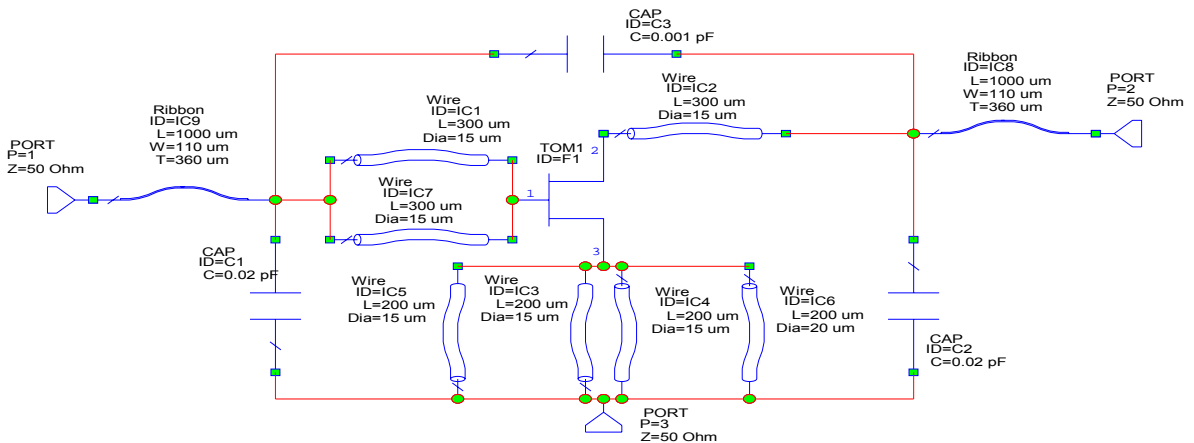 CAP
ID=C3
C=0.001 pF
Ribbon
ID=IC8
L=1000 um
W=110 um
T=360 um
PORT
P=2
Z=50 Ohm
Wire
ID=IC2
L=300 um
Dia=15 um
Ribbon
ID=IC9
L=1000 um
W=110 um
T=360 um
Wire
ID=IC1
L=300 um
Dia=15 um
PORT
P=1
Z=50 Ohm
TOM1
ID=F1
2
1
3
Wire
ID=IC7
L=300 um
Dia=15 um
CAP
ID=C1
C=0.02 pF
Wire
ID=IC5
L=200 um
Dia=15 um
Wire
ID=IC3
L=200 um
Dia=15 um
Wire
ID=IC4
L=200 um
Dia=15 um
Wire
ID=IC6
L=200 um
Dia=20 um
CAP
ID=C2
C=0.02 pF
PORT
P=3
Z=50 Ohm